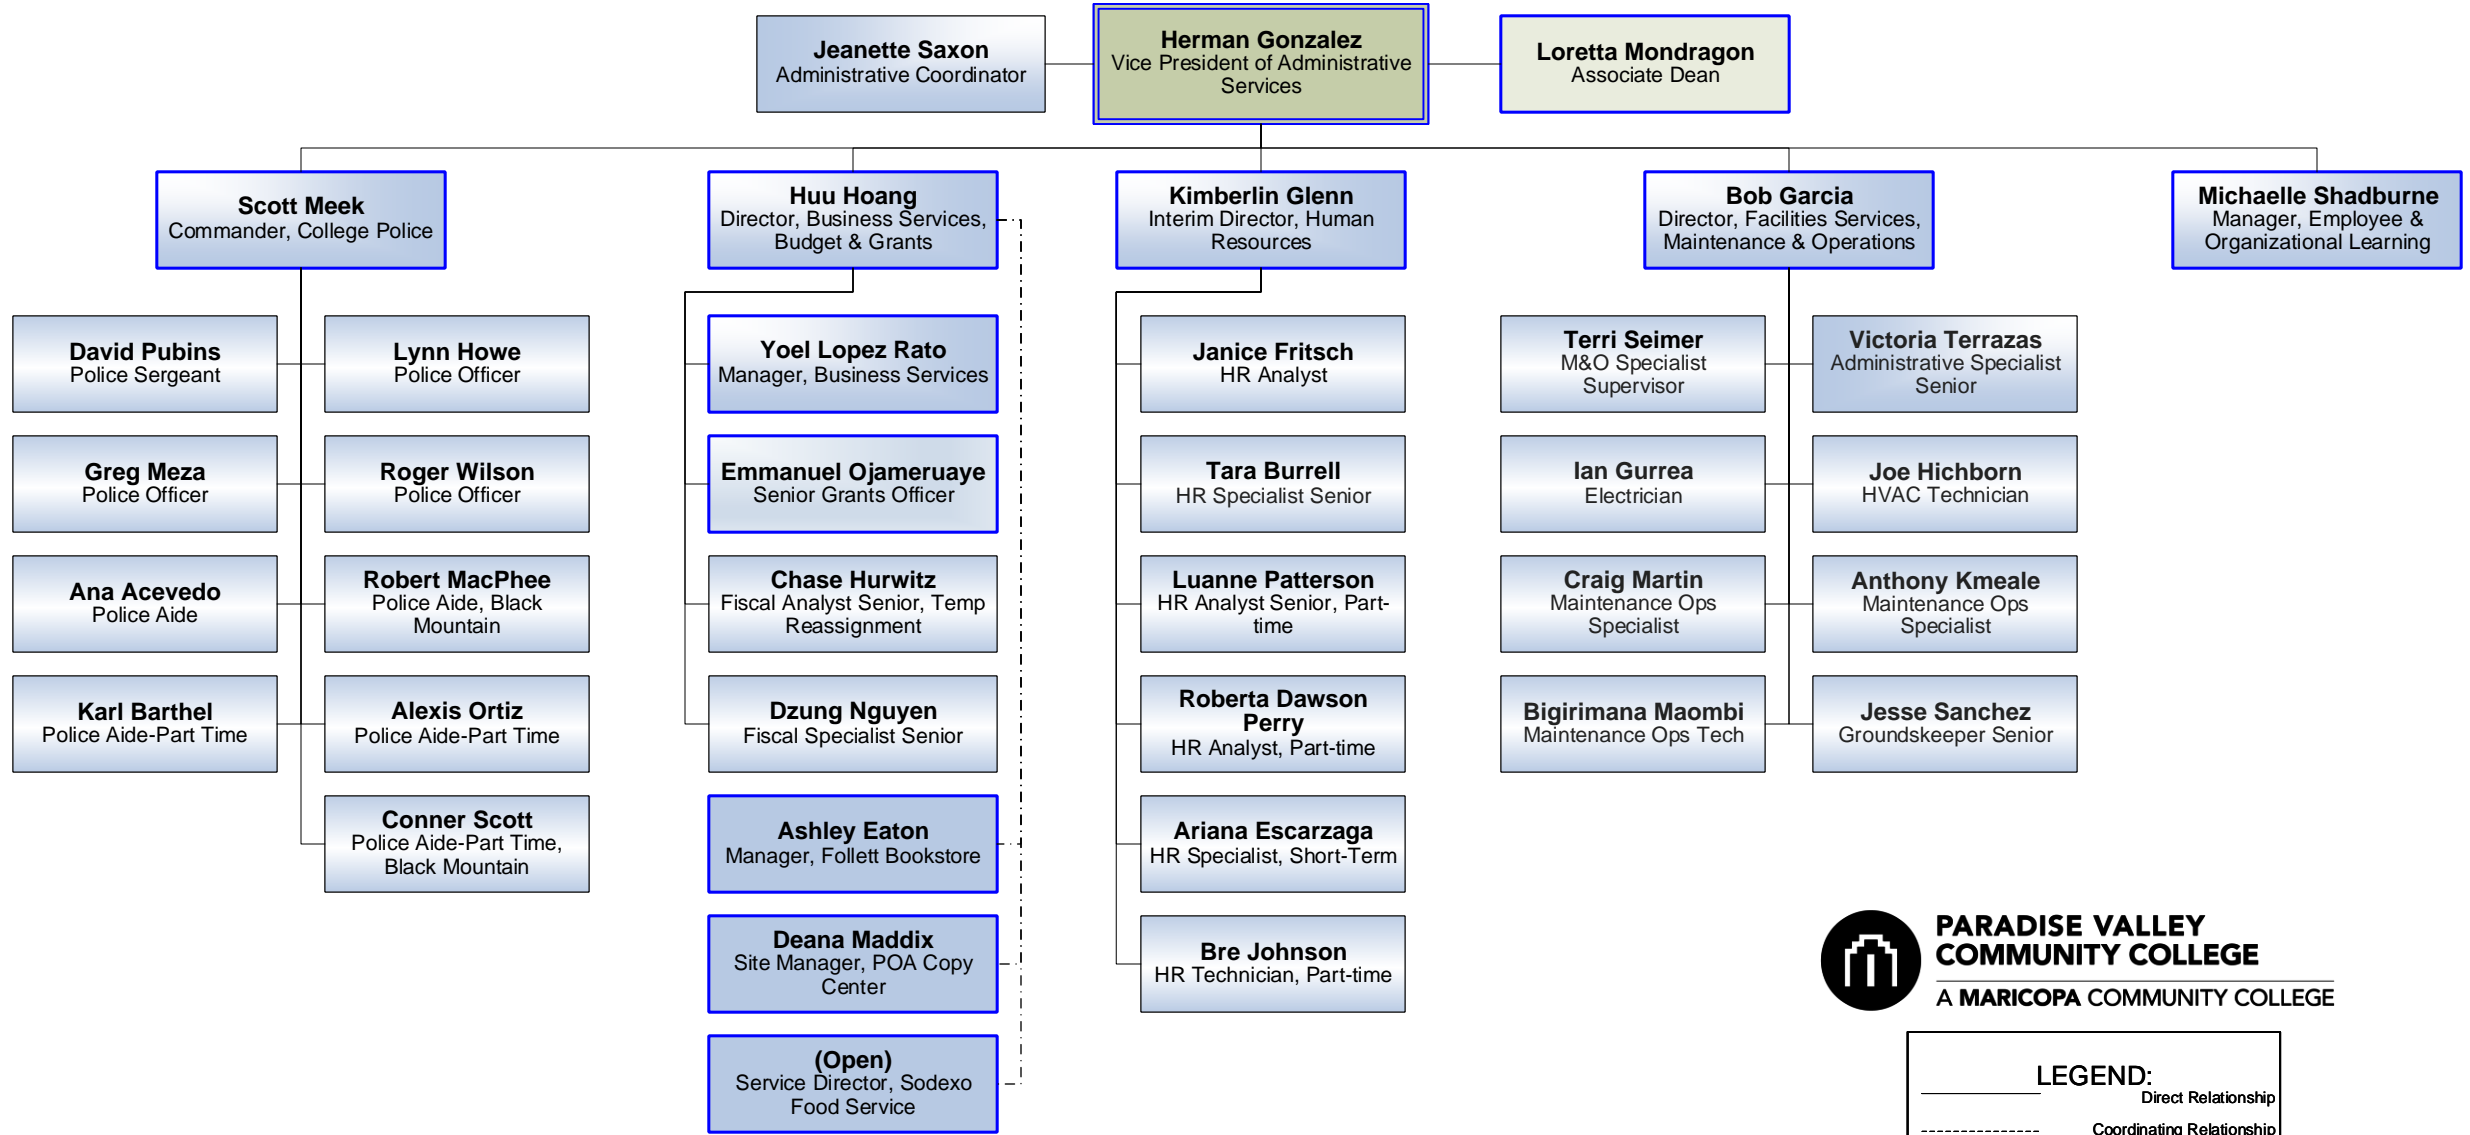 Jeanette Saxon
Administrative Coordinator
Herman Gonzalez
Vice President of Administrative
Services
Loretta Mondragon
Associate Dean
Scott Meek
Commander, College Police
Huu Hoang
Director, Business Services,
Budget & Grants
Kimberlin Glenn
Interim Director, Human
Resources
Bob Garcia
Director, Facilities Services,
Maintenance & Operations
Michaelle Shadburne
Manager, Employee &
Organizational Learning
David Pubins
Police Sergeant
Lynn Howe
Police Officer
Greg Meza
Police Officer
Roger Wilson
Police Officer
Ana Acevedo
Police Aide
Robert MacPhee
Police Aide, Black
Mountain
Karl Barthel
Police Aide-Part Time
Alexis Ortiz
Police Aide-Part Time
Conner Scott
Police Aide-Part Time,
Black Mountain
Yoel Lopez Rato
Manager, Business Services
Emmanuel Ojameruaye
Senior Grants Officer
Chase Hurwitz
Fiscal Analyst Senior, Temp
Reassignment
Dzung Nguyen
Fiscal Specialist Senior
Ashley Eaton
Manager, Follett Bookstore
Deana Maddix
Site Manager, POA Copy
Center
(Open)
Service Director, Sodexo
Food Service
Janice Fritsch
HR Analyst
Tara Burrell
HR Specialist Senior
Luanne Patterson
HR Analyst Senior, Part-
time
Roberta Dawson
Perry
HR Analyst, Part-time
Ariana Escarzaga
HR Specialist, Short-Term
Bre Johnson
HR Technician, Part-time
Terri Seimer
M&O Specialist
Supervisor
Victoria Terrazas
Administrative Specialist
Senior
Ian Gurrea
Electrician
Joe Hichborn
HVAC Technician
Craig Martin
Maintenance Ops
Specialist
Anthony Kmeale
Maintenance Ops
Specialist
Bigirimana Maombi
Maintenance Ops Tech
Jesse Sanchez
Groundskeeper Senior
PARADISE VALLEY
COMMUNITY COLLEGE
A MARICOPA COMMUNITY COLLEGE
LEGEND:
Direct Relationship
Coordinating Relationship